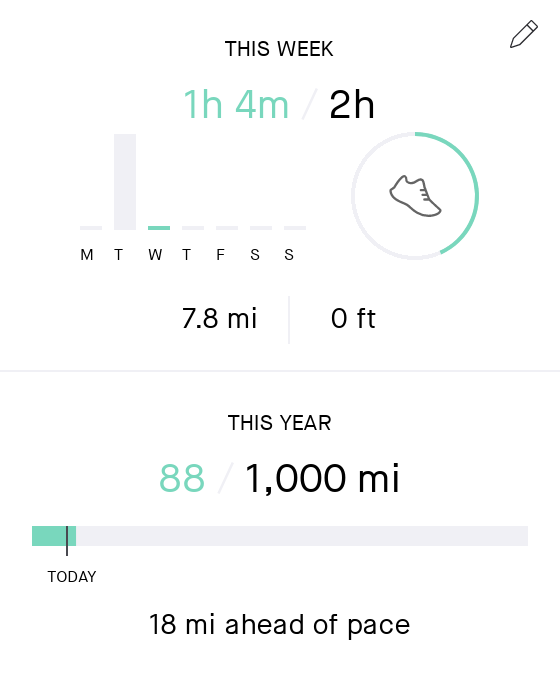 THIS WEEK
1h 4m / 2h
M T W T F S S
7.8 mi 0 ft
THIS YEAR
88 / 1,000 mi
TODAY
18 mi ahead of pace